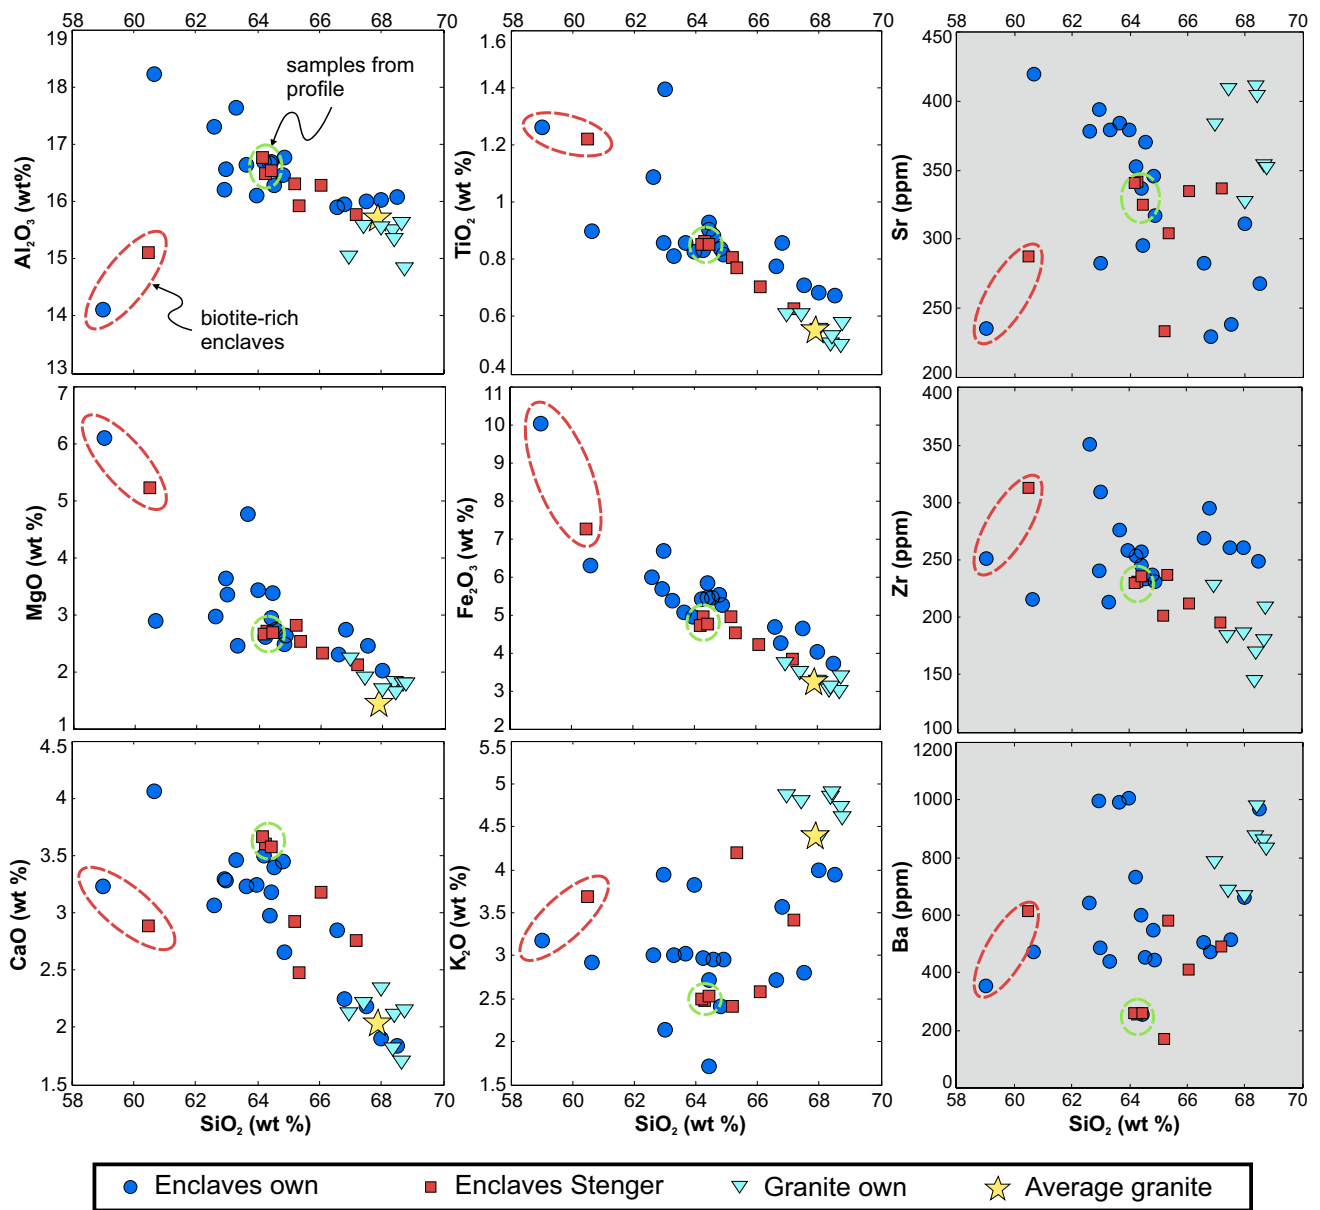 58 60 62 64 66 68 70
58 60 62 64 66 68 70
58 60 62 64 66 68 70
19
18
17
16
15
14
13
Al₂O₃ (wt%)
samples from
profile
biotite-rich
enclaves
1.6
1.4
1.2
1
0.8
0.6
0.4
TiO₂ (wt %)
450
400
350
300
250
200
Sr (ppm)
7
6
5
4
3
2
1
MgO (wt %)
11
10
9
8
7
6
5
4
3
2
Fe₂O₃ (wt %)
400
350
300
250
200
150
100
Zr (ppm)
4.5
4
3.5
3
2.5
2
1.5
CaO (wt %)
5.5
5
4.5
4
3.5
3
2.5
2
1.5
K₂O (wt %)
1200
1000
800
600
400
200
0
Ba (ppm)
58 60 62 64 66 68 70
58 60 62 64 66 68 70
58 60 62 64 66 68 70
SiO₂ (wt %)
SiO₂ (wt %)
SiO₂ (wt %)
Enclaves own Enclaves Stenger Granite own Average granite